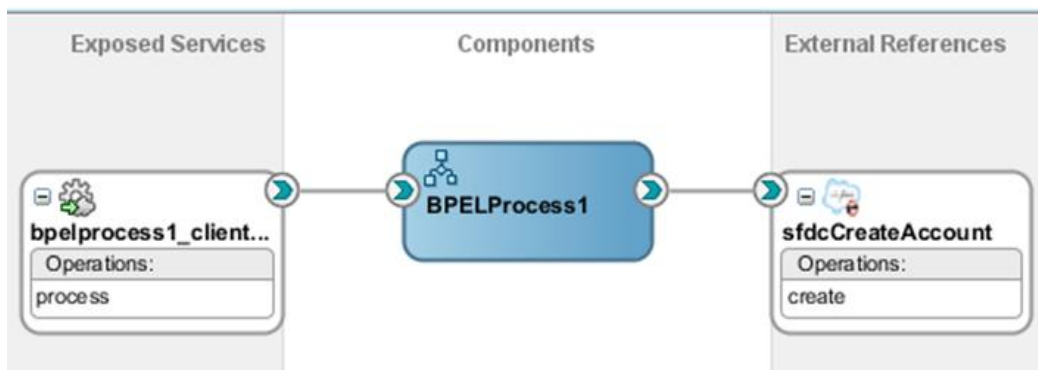 Exposed Services
Components
External References
bpelprocess1_client...
Operations:
process
BPELProcess1
sfdcCreateAccount
Operations:
create